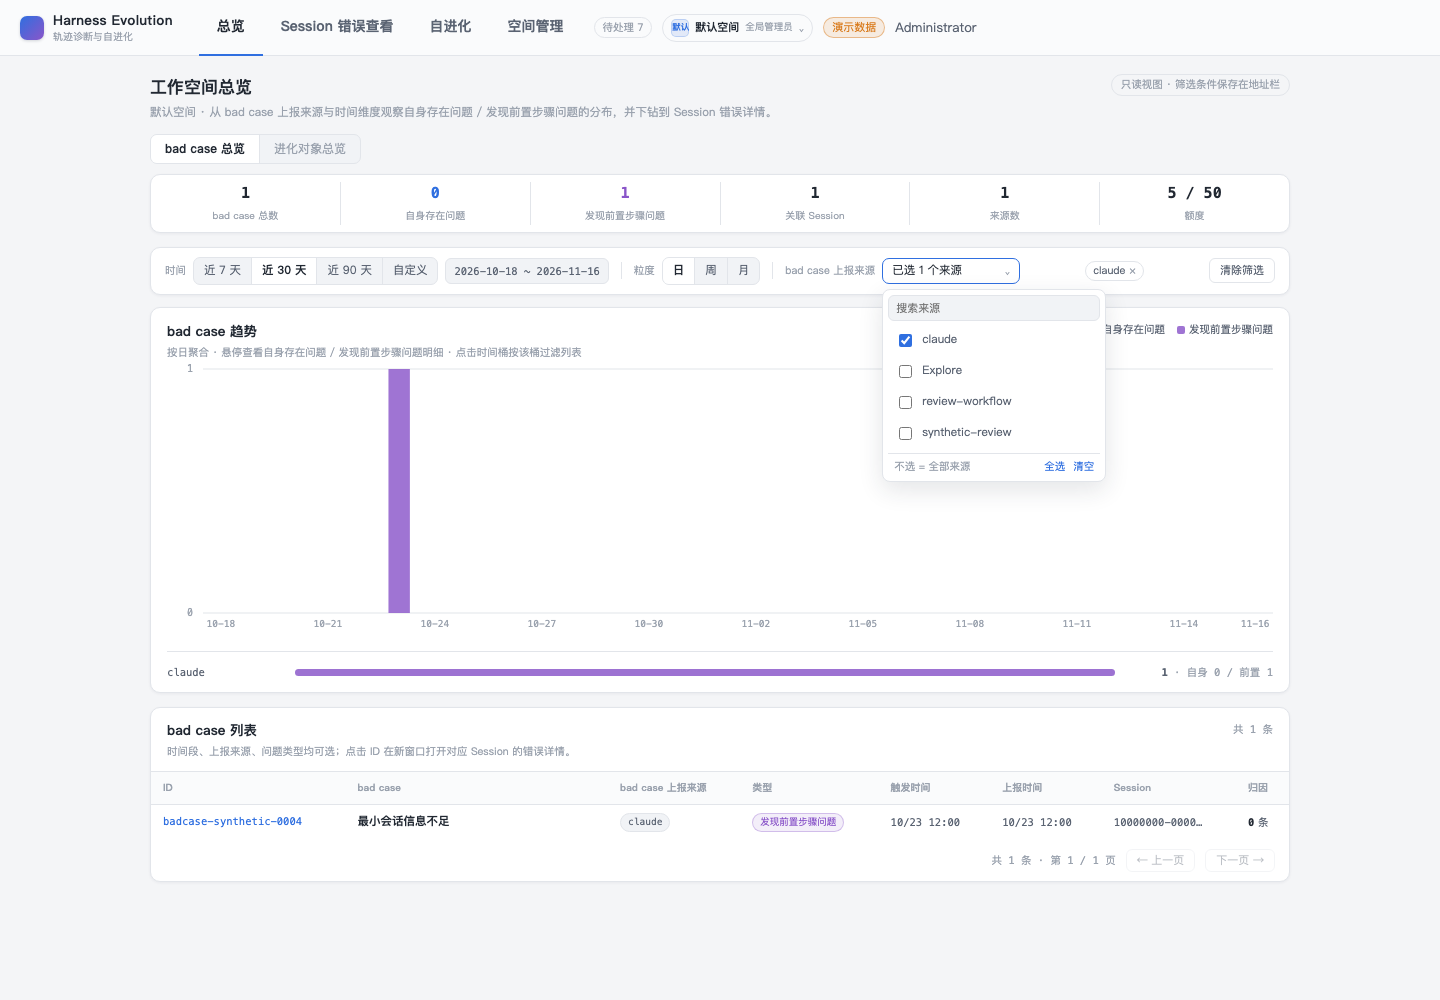 Harness Evolution
轨迹诊断与自进化
总览
Session 错误查看
自进化
空间管理
待处理 7
默认
默认空间
全局管理员
演示数据
Administrator
工作空间总览
只读视图 · 筛选条件保存在地址栏
默认空间 · 从 bad case 上报来源与时间维度观察自身存在问题 / 发现前置步骤问题的分布，并下钻到 Session 错误详情。
bad case 总览
进化对象总览
1
bad case 总数
0
自身存在问题
1
发现前置步骤问题
1
关联 Session
1
来源数
5 / 50
额度
时间
近 7 天
近 30 天
近 90 天
自定义
2026-10-18 ~ 2026-11-16
粒度
日
周
月
bad case 上报来源
已选 1 个来源
claude ×
清除筛选
搜索来源
claude
Explore
review-workflow
synthetic-review
不选 = 全部来源
全选
清空
bad case 趋势
自身存在问题
发现前置步骤问题
按日聚合 · 悬停查看自身存在问题 / 发现前置步骤问题明细 · 点击时间桶按该桶过滤列表
1
0
10-18
10-21
10-24
10-27
10-30
11-02
11-05
11-08
11-11
11-14
11-16
claude
1 · 自身 0 / 前置 1
bad case 列表
共 1 条
时间段、上报来源、问题类型均可选；点击 ID 在新窗口打开对应 Session 的错误详情。
ID
bad case
bad case 上报来源
类型
触发时间
上报时间
Session
归因
badcase-synthetic-0004
最小会话信息不足
claude
发现前置步骤问题
10/23 12:00
10/23 12:00
10000000-0000…
0 条
共 1 条 · 第 1 / 1 页
← 上一页
下一页 →